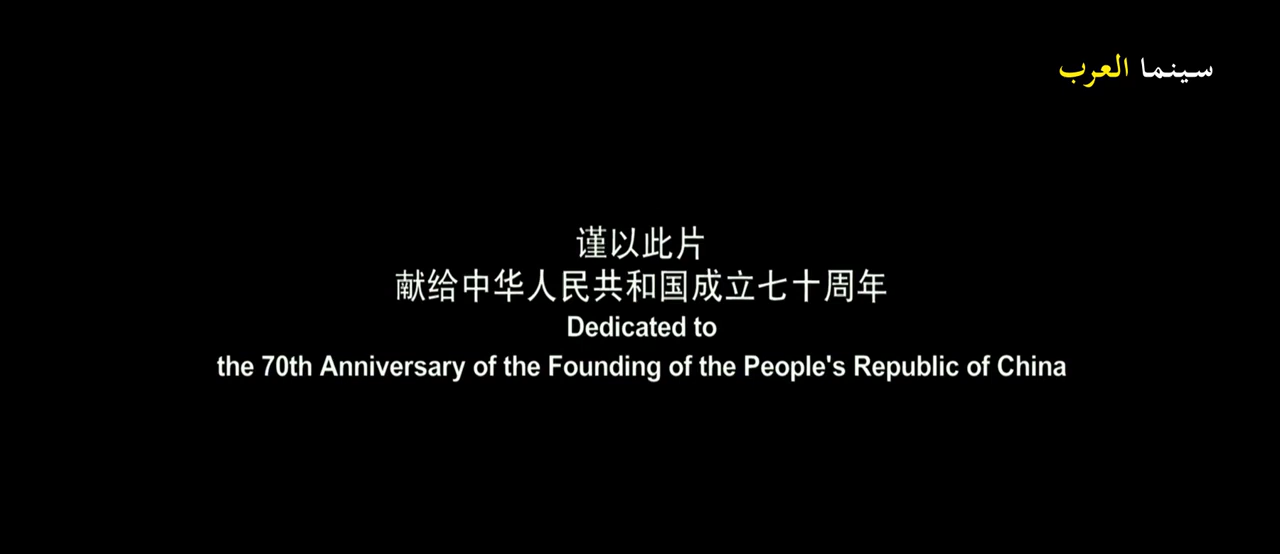 سينما العرب
谨以此片
献给中华人民共和国成立七十周年
Dedicated to
the 70th Anniversary of the Founding of the People's Republic of China